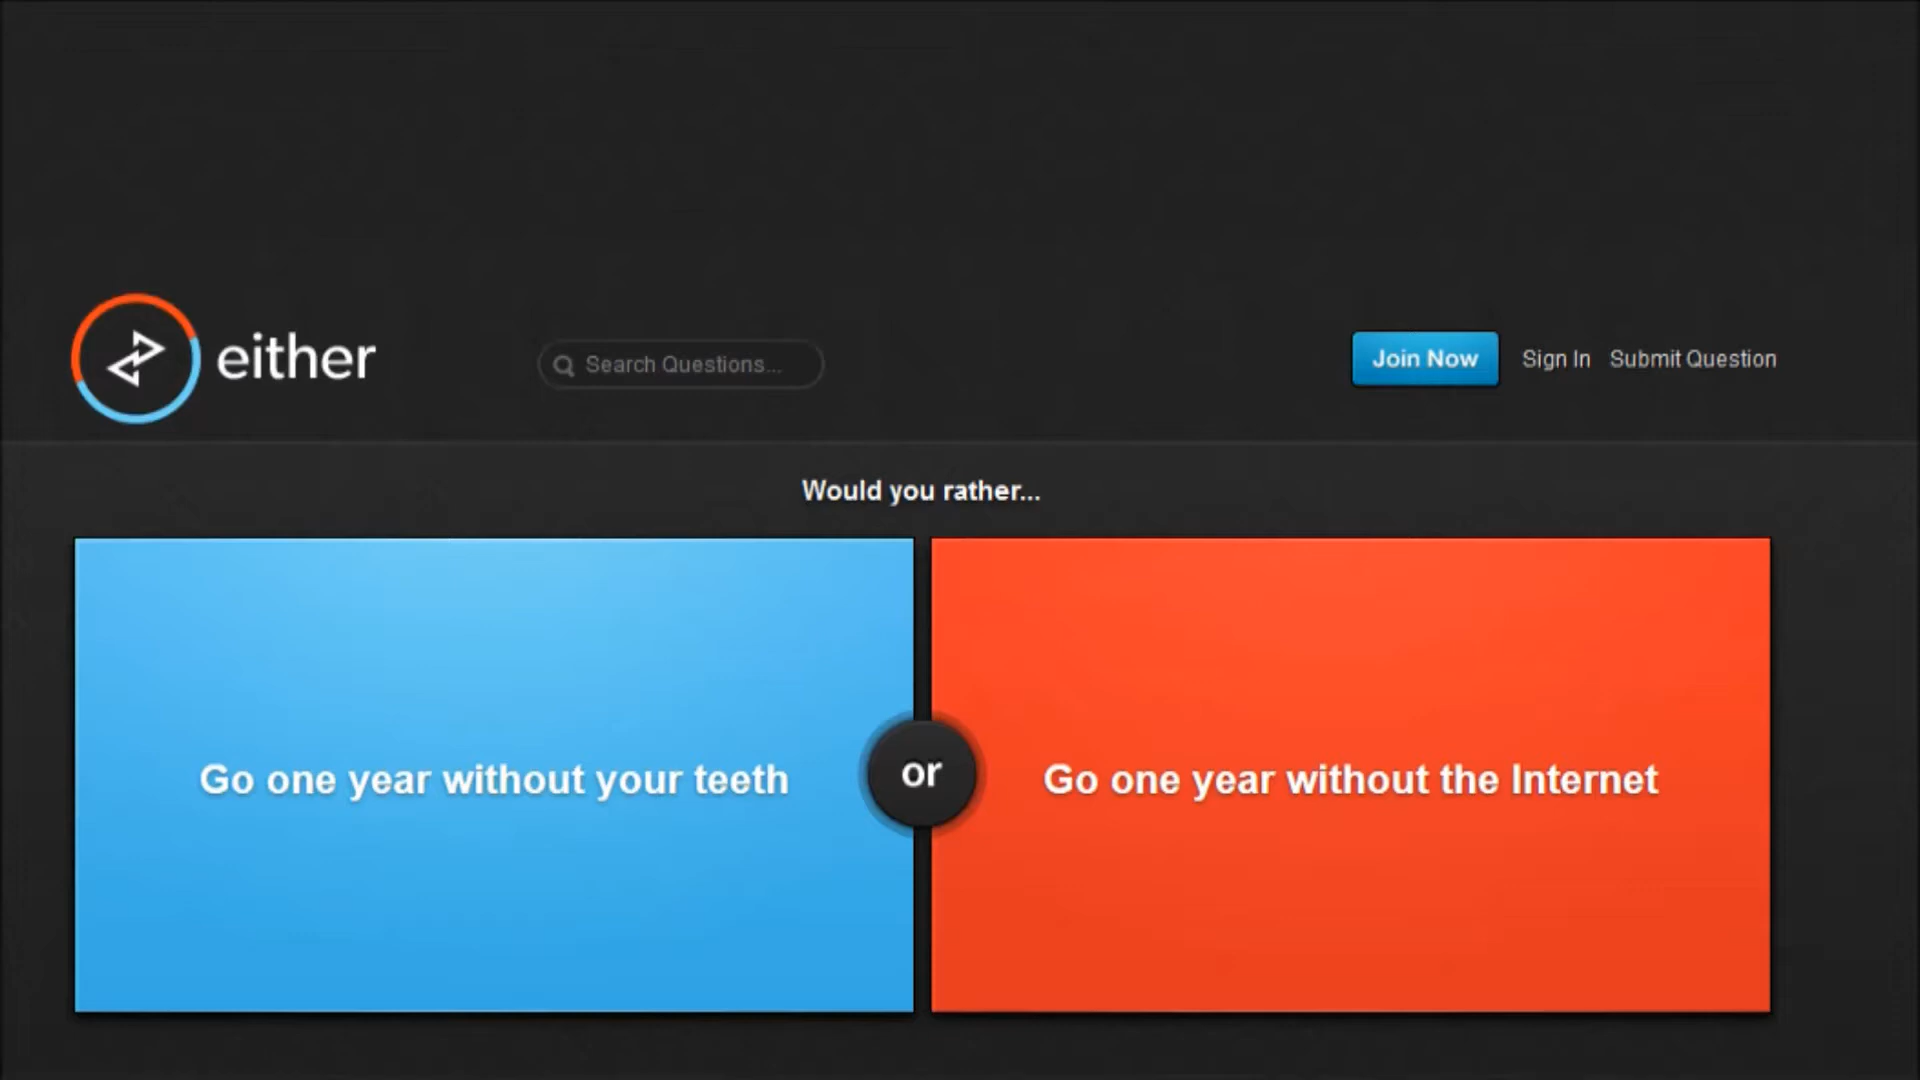 either
Search Questions...
Join Now
Sign In
Submit Question
Would you rather...
Go one year without your teeth
or
Go one year without the Internet